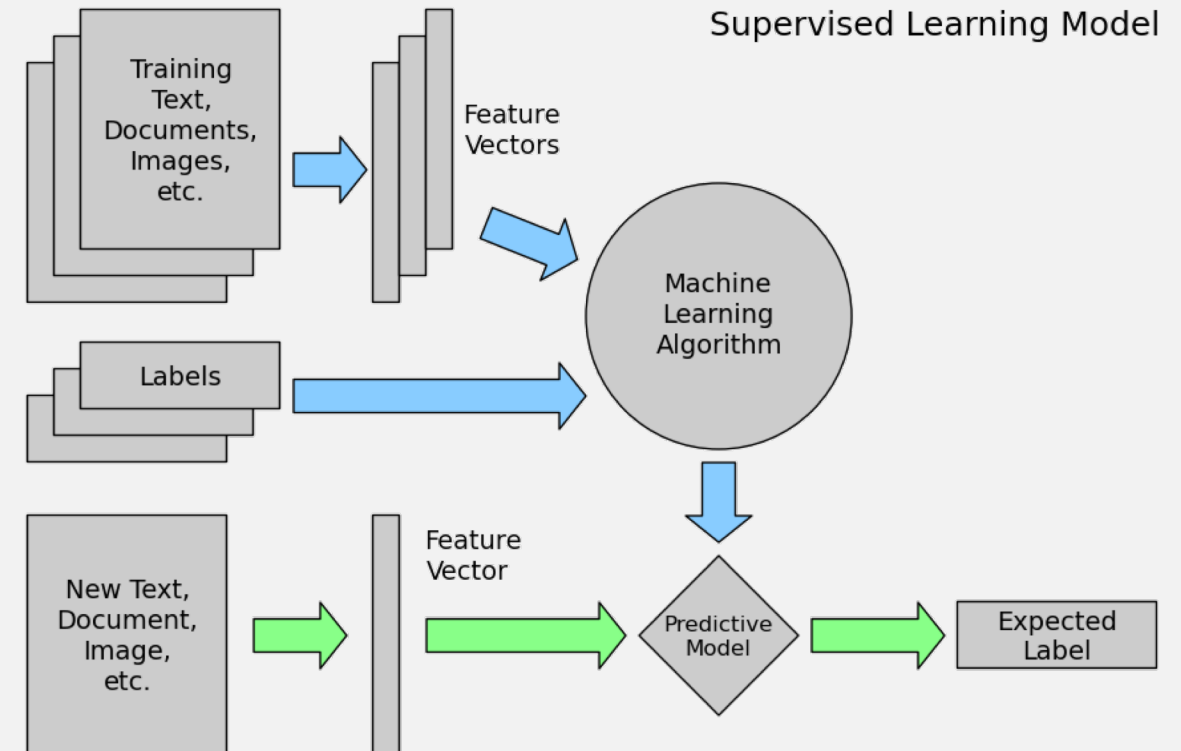 Supervised Learning Model
Training
Text,
Documents,
Images,
etc.
Feature
Vectors
Machine
Learning
Algorithm
Labels
New Text,
Document,
Image,
etc.
Feature
Vector
Predictive
Model
Expected
Label